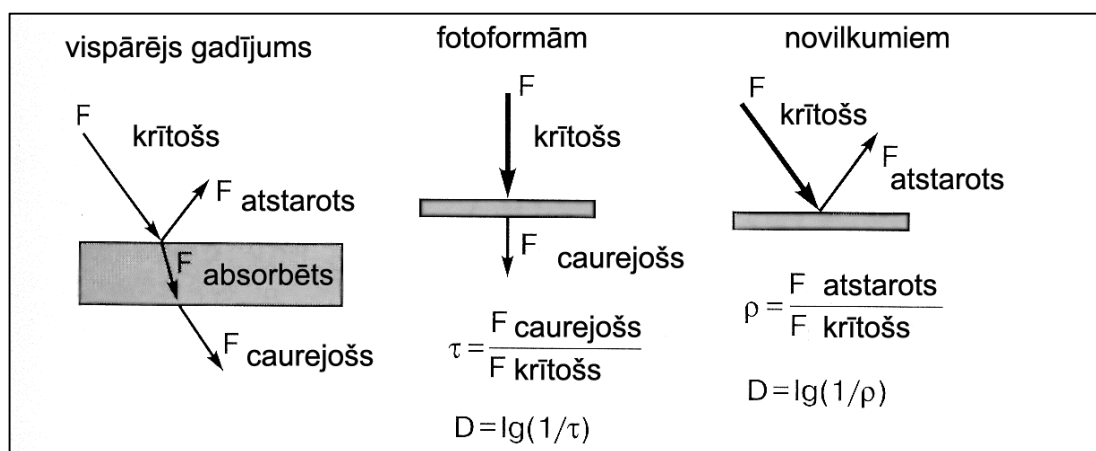 vispārējs gadījums
F
krītošs
F atstarots
F absorbēts
F caurejošs
fotoformām
F
krītošs
F
caurejošs
τ = F caurejošs / F krītošs
D = lg(1/τ)
novilkumiem
F
krītošs
F
atstarots
ρ = F atstarots / F krītošs
D = lg(1/ρ)